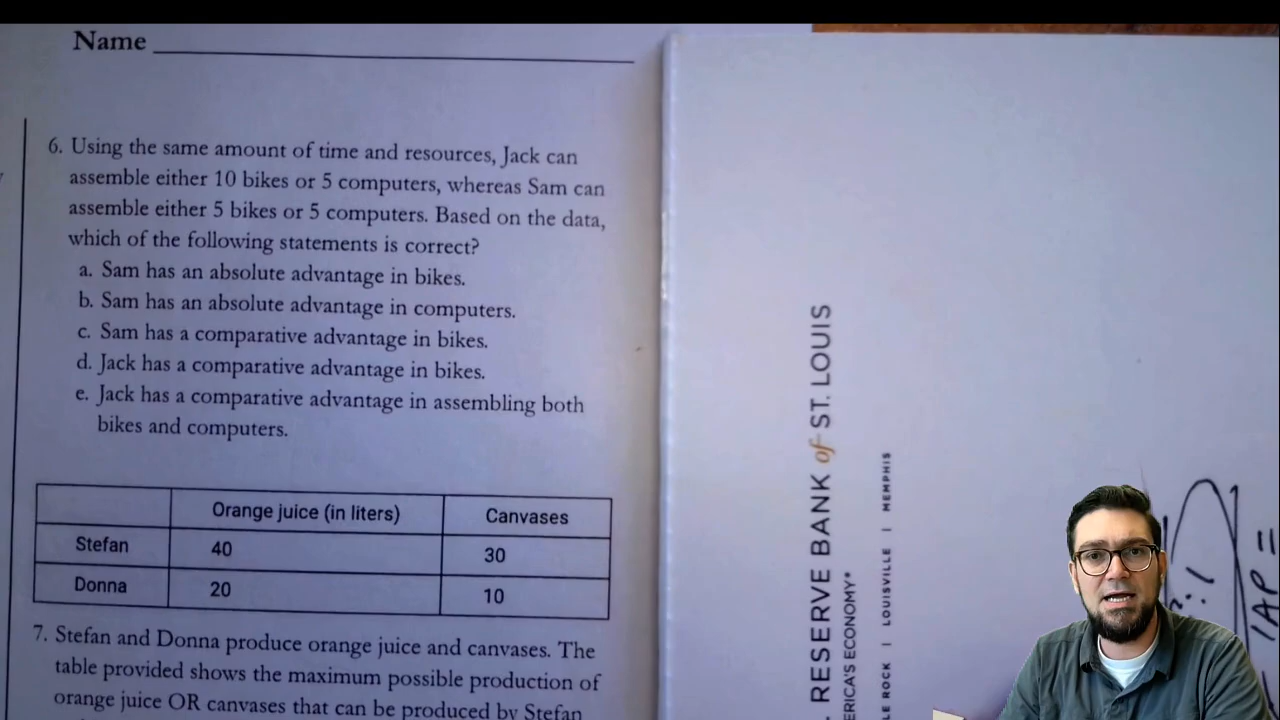 Name
6. Using the same amount of time and resources, Jack can
assemble either 10 bikes or 5 computers, whereas Sam can
assemble either 5 bikes or 5 computers. Based on the data,
which of the following statements is correct?
a. Sam has an absolute advantage in bikes.
b. Sam has an absolute advantage in computers.
c. Sam has a comparative advantage in bikes.
d. Jack has a comparative advantage in bikes.
e. Jack has a comparative advantage in assembling both
bikes and computers.
Orange juice (in liters) Canvases
Stefan 40 30
Donna 20 10
7. Stefan and Donna produce orange juice and canvases. The
table provided shows the maximum possible production of
orange juice OR canvases that can be produced by Stefan
RESERVE BANK of ST. LOUIS
ROCK | LOUISVILLE | MEMPHIS